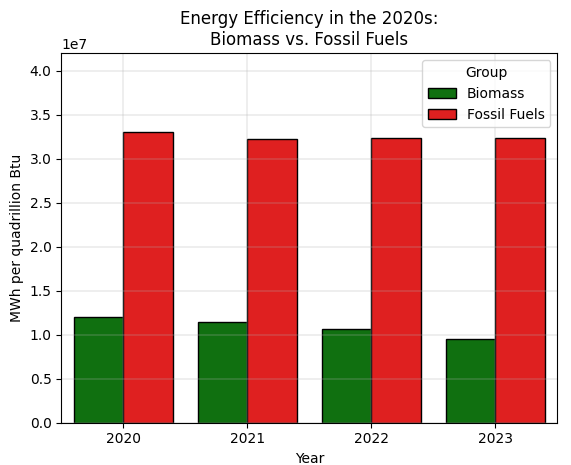 Energy Efficiency in the 2020s:
Biomass vs. Fossil Fuels
1e7
4.0
3.5
3.0
2.5
2.0
1.5
1.0
0.5
0.0
MWh per quadrillion Btu
Group
Biomass
Fossil Fuels
2020
2021
2022
2023
Year